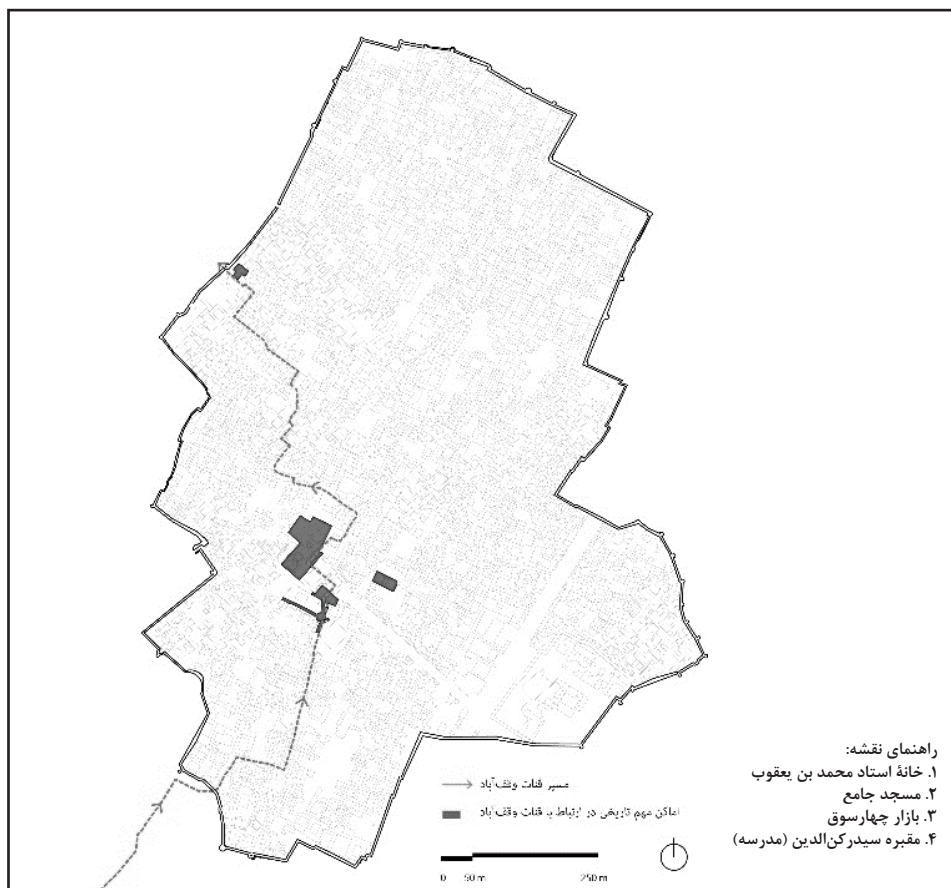 راهنمای نقشه:
۱. خانهٔ استاد محمد بن یعقوب
۲. مسجد جامع
۳. بازار چهارسوق
۴. مقبره سیدرکن‌الدین (مدرسه)
مسیر قنات وقف‌آباد
اماکن مهم تاریخی در ارتباط با قنات وقف‌آباد
0 50 m 250 m